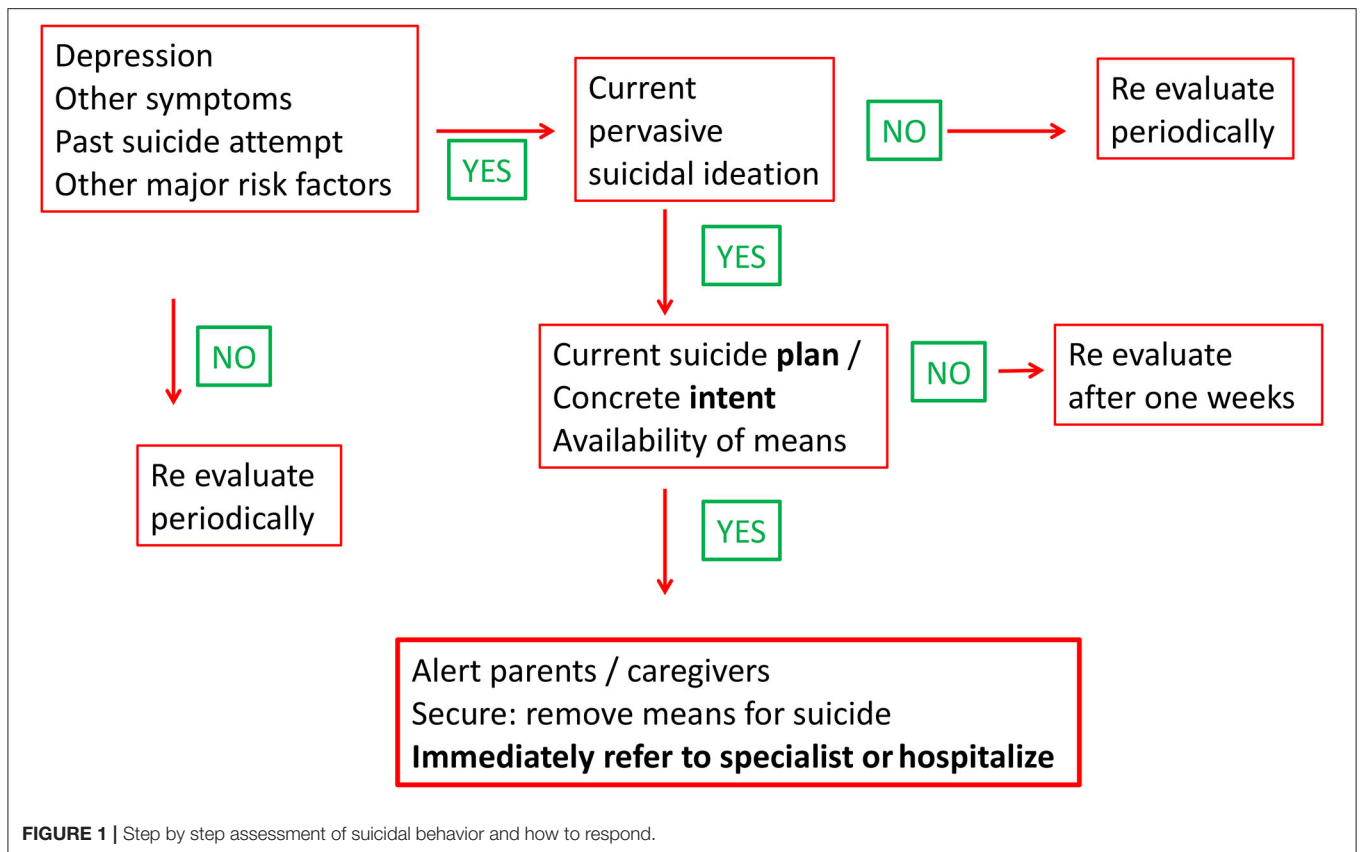 Depression
Other symptoms
Past suicide attempt
Other major risk factors
YES
Current
pervasive
suicidal ideation
NO
Re evaluate
periodically
NO
Re evaluate
periodically
YES
Current suicide plan /
Concrete intent
Availability of means
NO
Re evaluate
after one weeks
YES
Alert parents / caregivers
Secure: remove means for suicide
Immediately refer to specialist or hospitalize
FIGURE 1 | Step by step assessment of suicidal behavior and how to respond.